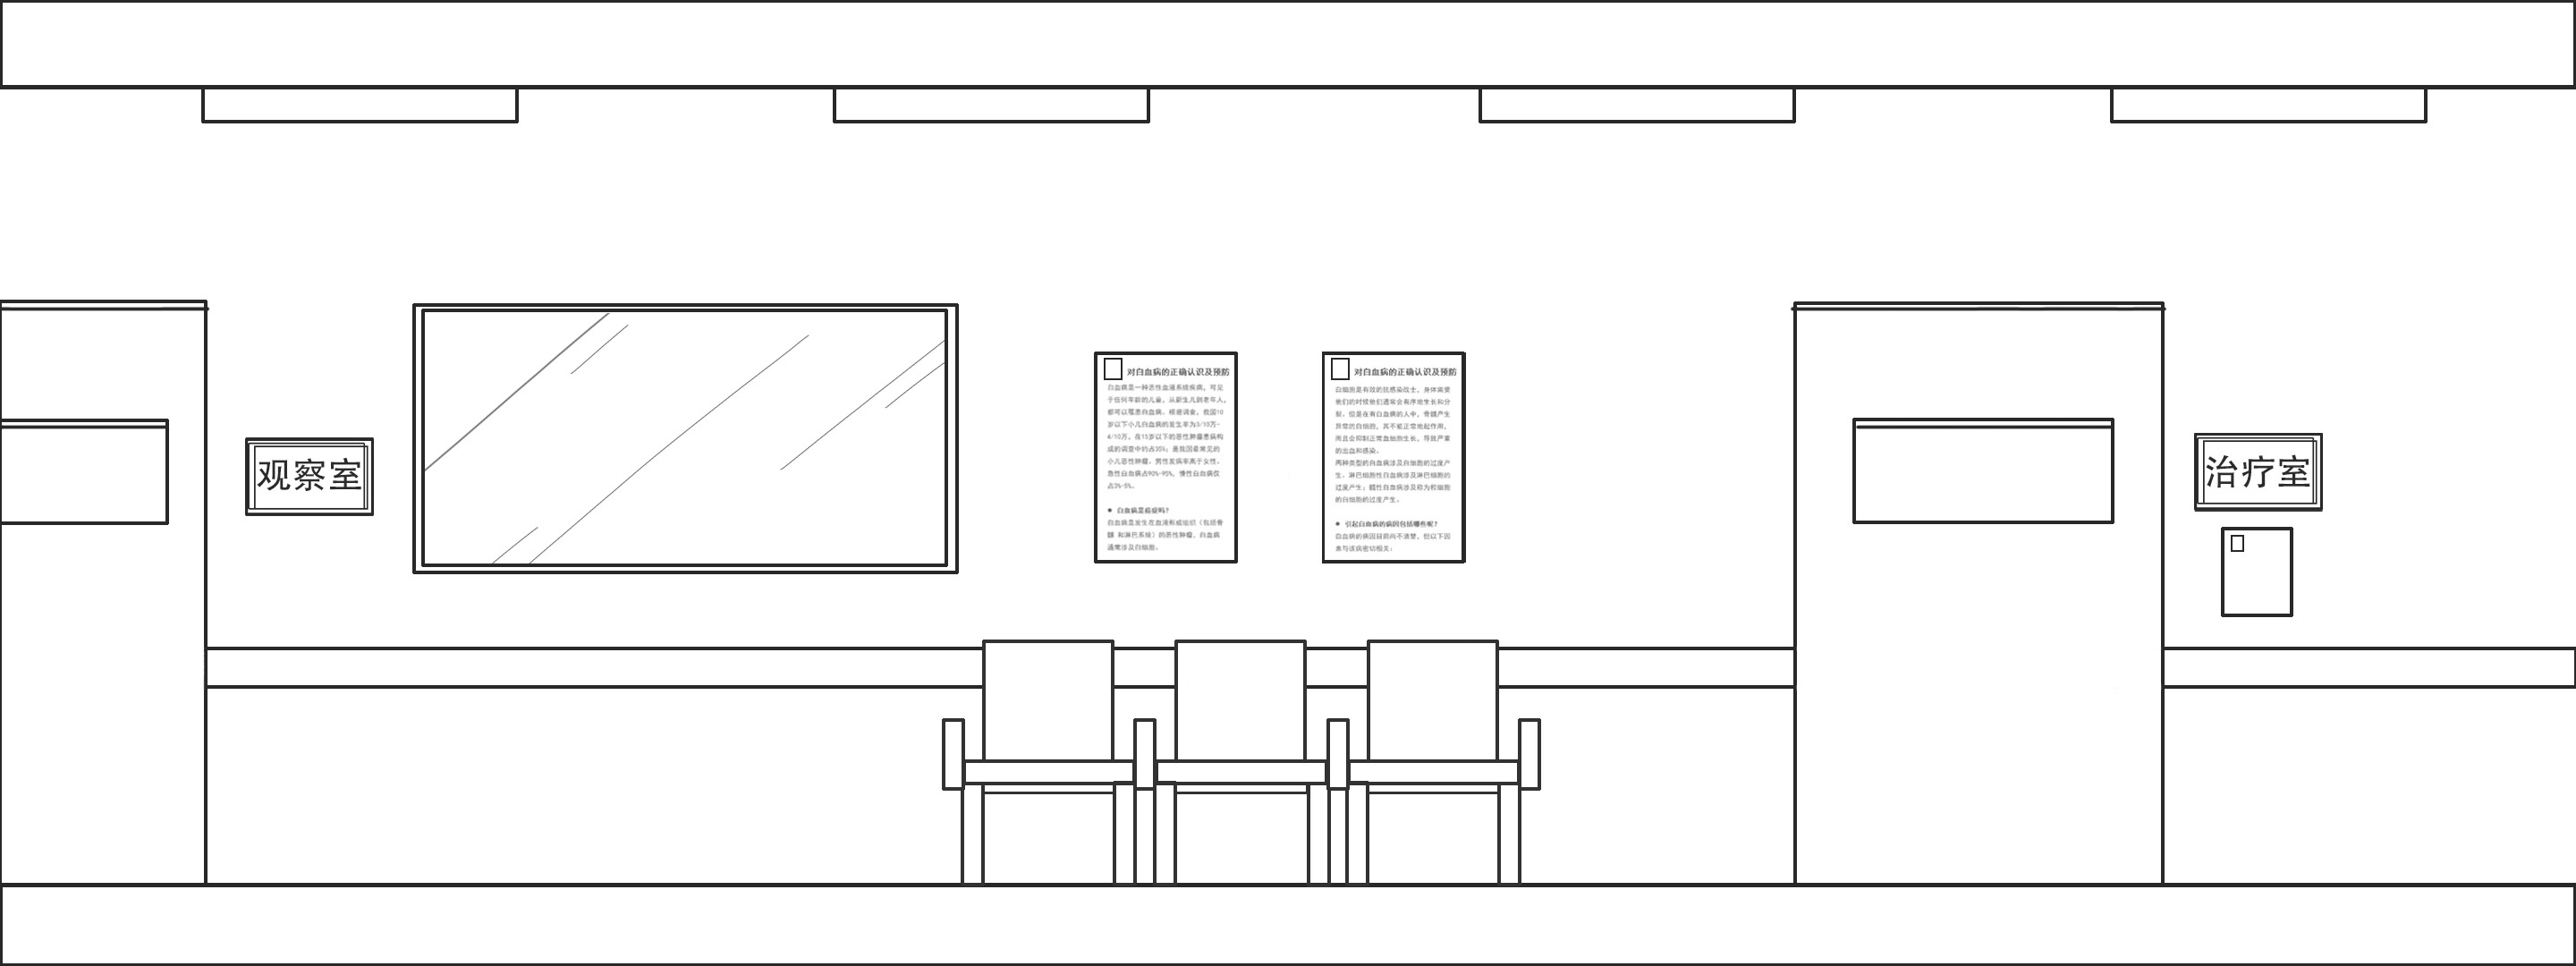 观察室
对白血病的正确认识及预防
白血病是一种恶性血液系统疾病，可见
于任何年龄的儿童，从新生儿到老年人，
都可以罹患白血病。根据调查，我国10
岁以下小儿白血病的发生率为3/10万-
4/10万，在15岁以下的恶性肿瘤患病构
成的调查中约占35%；是我国最常见的
小儿恶性肿瘤。男性发病率高于女性。
急性白血病占90%-95%，慢性白血病仅
占3%-5%。
● 白血病是癌症吗？
白血病是发生在血液和或组织（包括骨
髓 和淋巴系统）的恶性肿瘤，白血病
通常涉及白细胞。
对白血病的正确认识及预防
白细胞是有效的抗感染战士，身体需要
他们的时候他们通常会有序地生长和分
裂。但是在有白血病的人中，骨髓产生
异常的白细胞，其不能正常地起作用，
而且会抑制正常血细胞生长，导致严重
的出血和感染。
两种类型的白血病涉及白细胞的过度产
生。淋巴细胞性白血病涉及淋巴细胞的
过度产生；髓性白血病涉及称为粒细胞
的白细胞的过度产生。
● 引起白血病的病因包括哪些呢？
白血病的病因目前尚不清楚，但以下因
素与该病密切相关：
治疗室